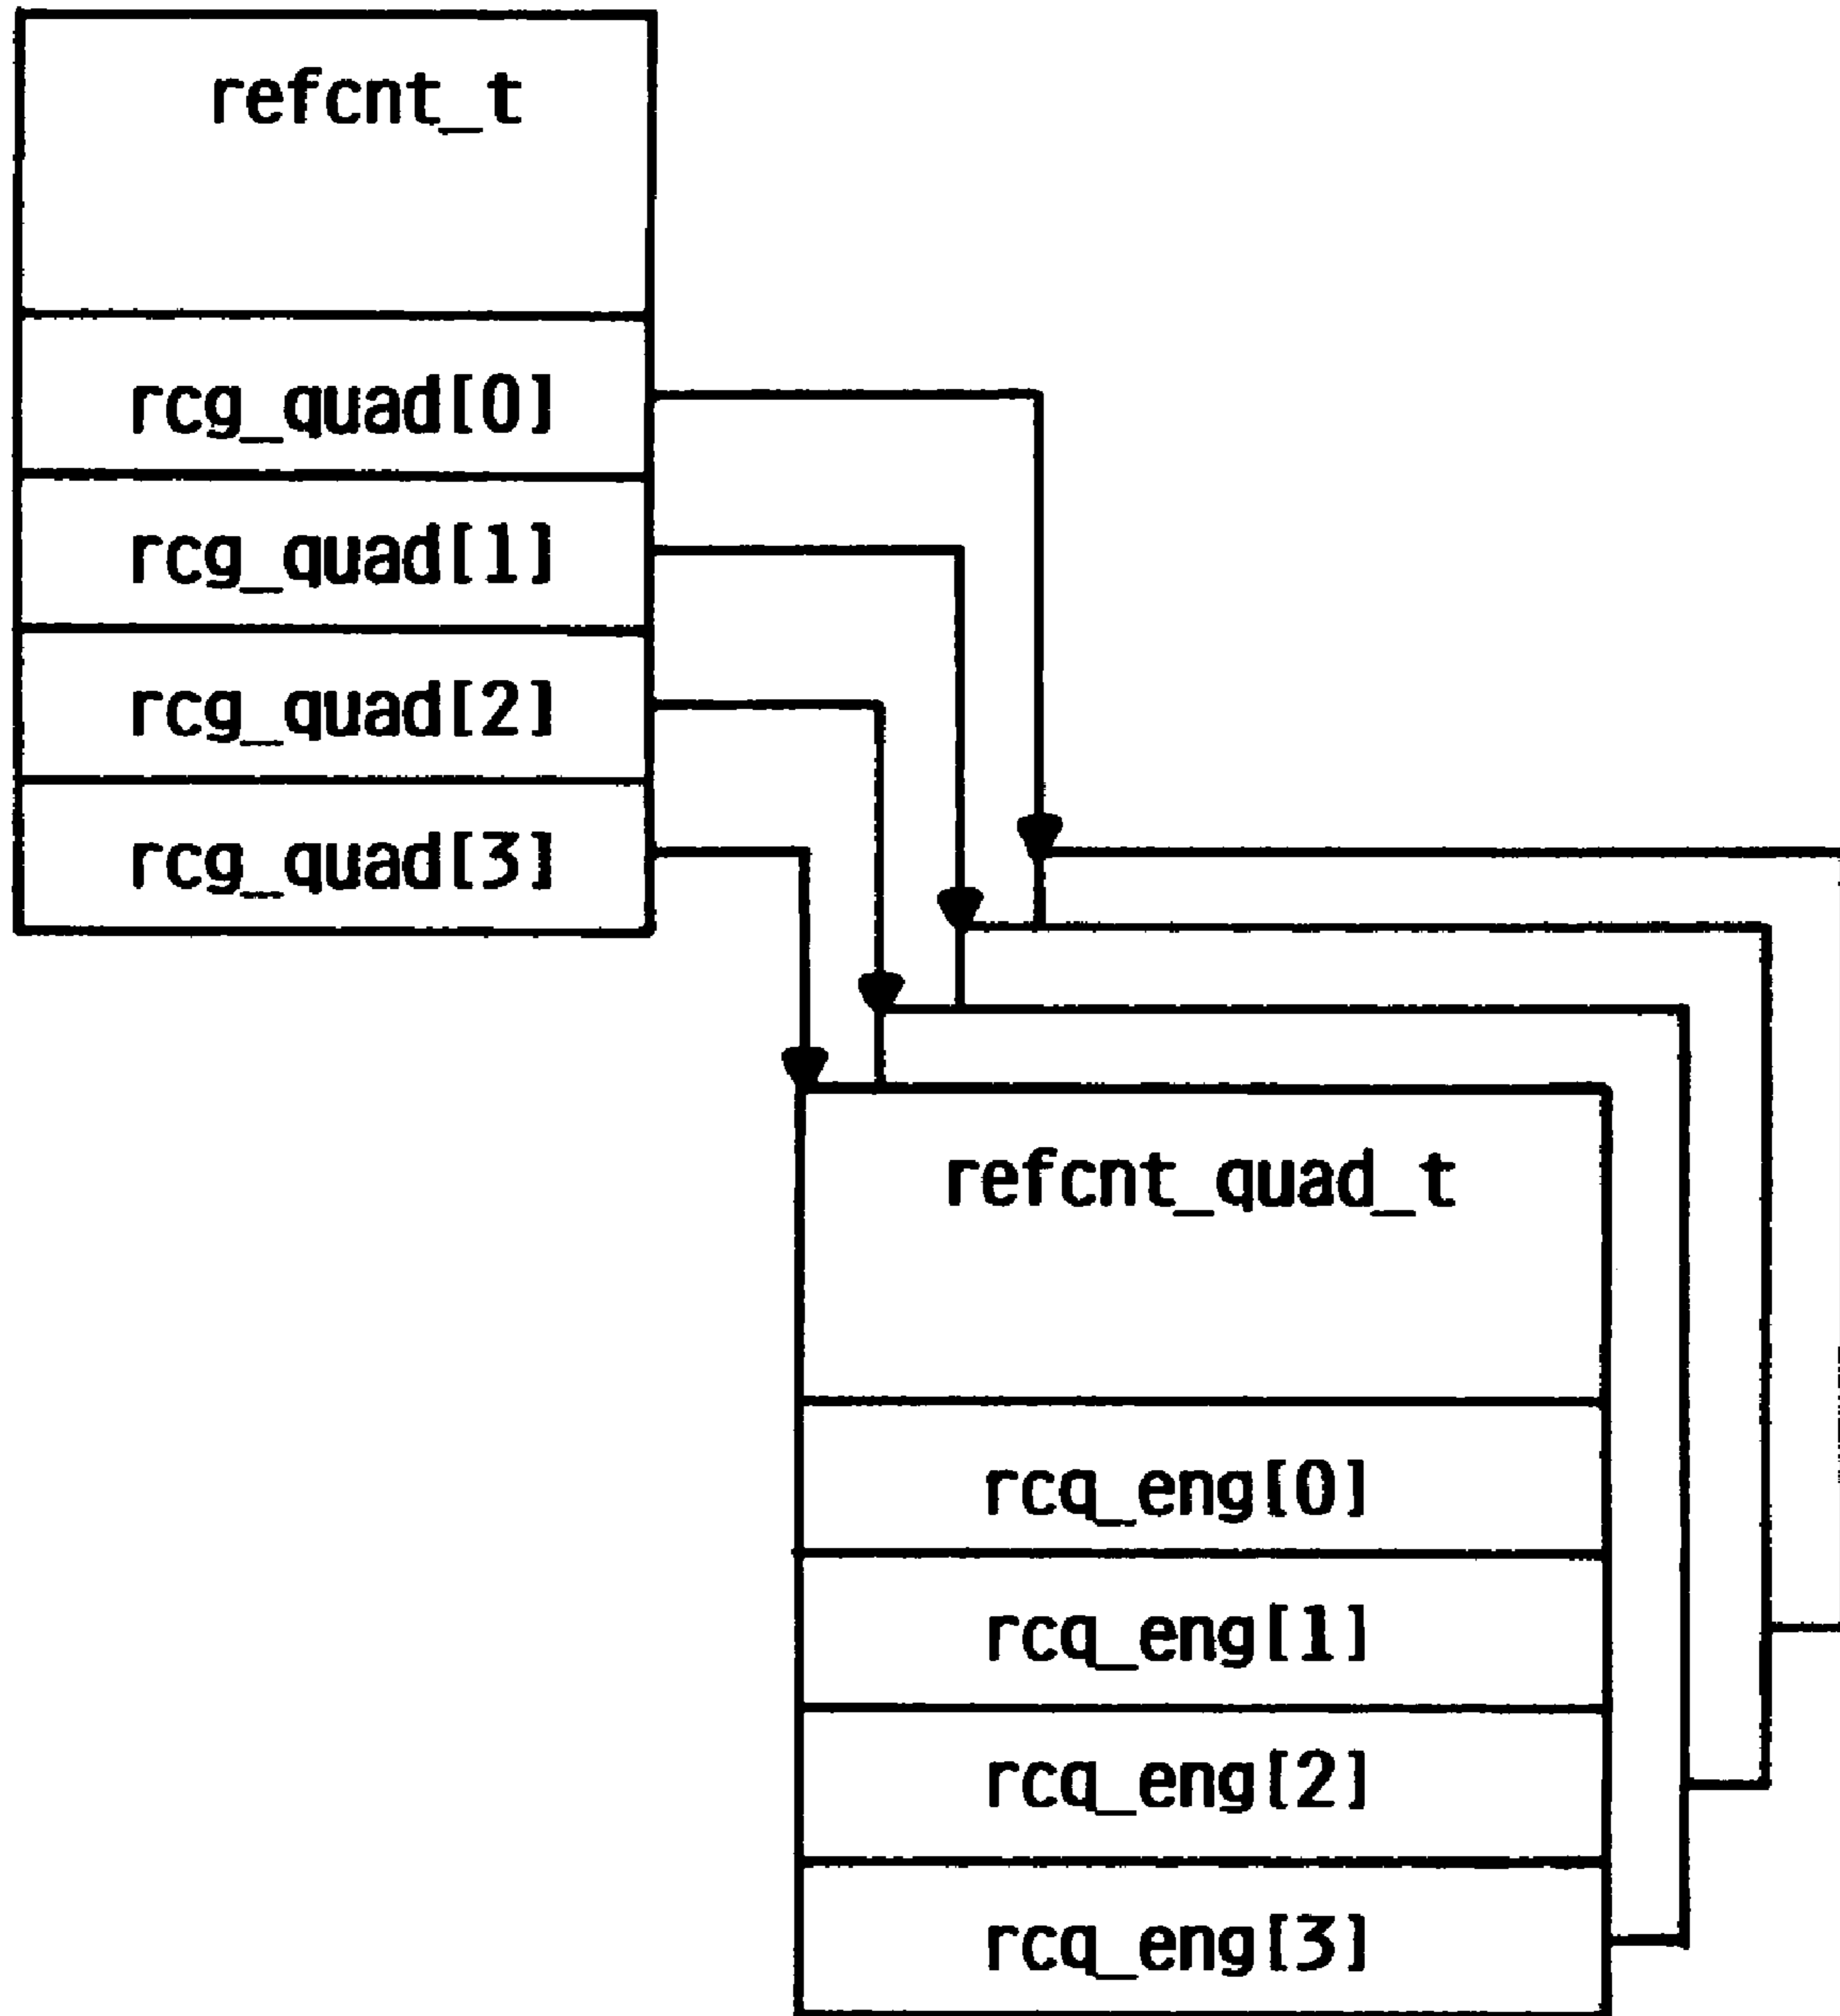 refcnt_t
rcg_quad[0]
rcg_quad[1]
rcg_quad[2]
rcg_quad[3]
refcnt_quad_t
rcq_eng[0]
rcq_eng[1]
rcq_eng[2]
rcq_eng[3]